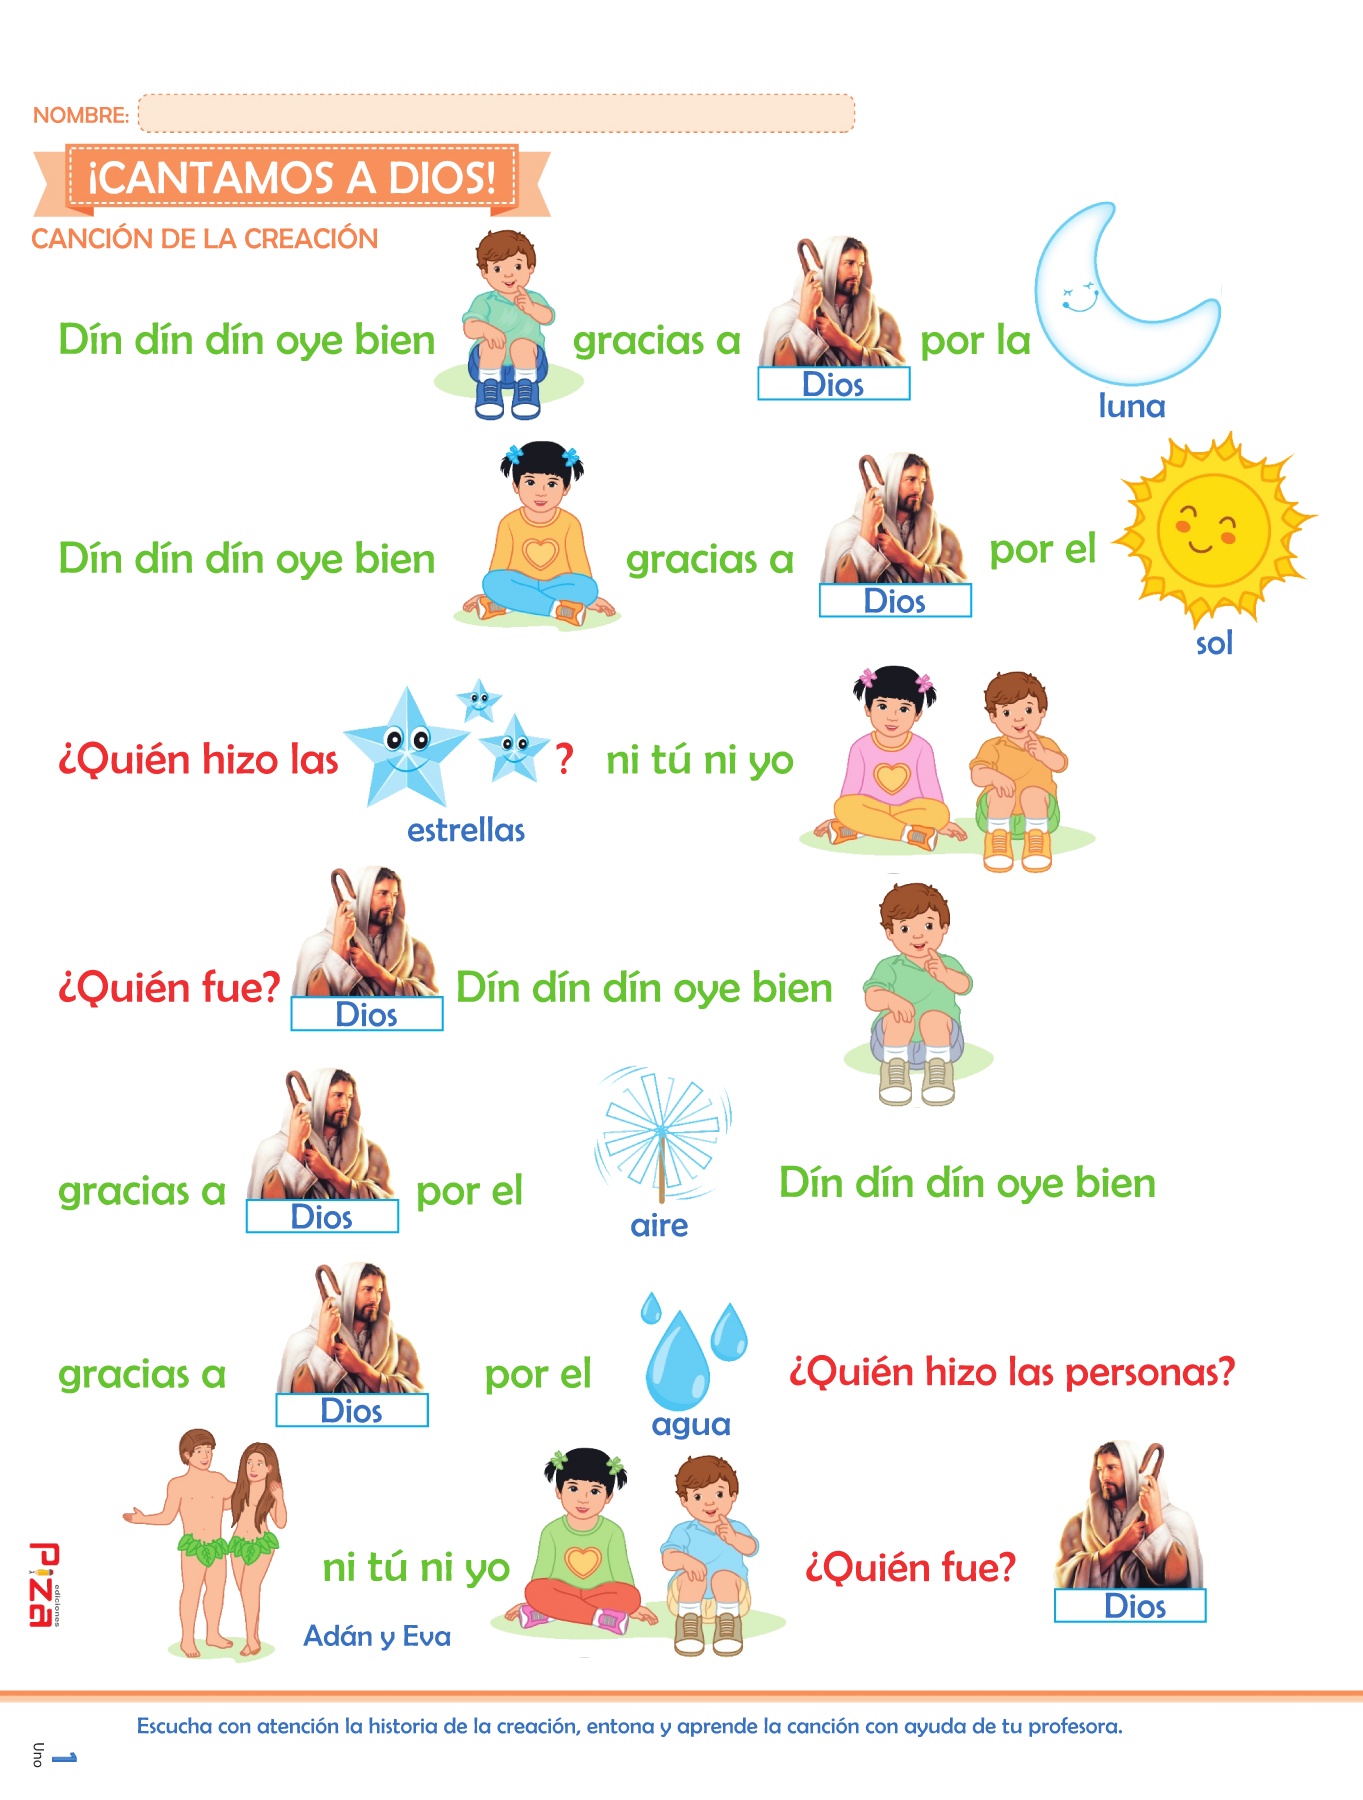 NOMBRE:
¡CANTAMOS A DIOS!
CANCIÓN DE LA CREACIÓN
Dín dín dín oye bien gracias a Dios por la luna
Dín dín dín oye bien gracias a Dios por el sol
¿Quién hizo las estrellas ? ni tú ni yo
¿Quién fue? Dios Dín dín dín oye bien
gracias a Dios por el aire Dín dín dín oye bien
gracias a Dios por el agua ¿Quién hizo las personas?
Adán y Eva ni tú ni yo ¿Quién fue? Dios
Piza ediciones
Escucha con atención la historia de la creación, entona y aprende la canción con ayuda de tu profesora.
1 Uno